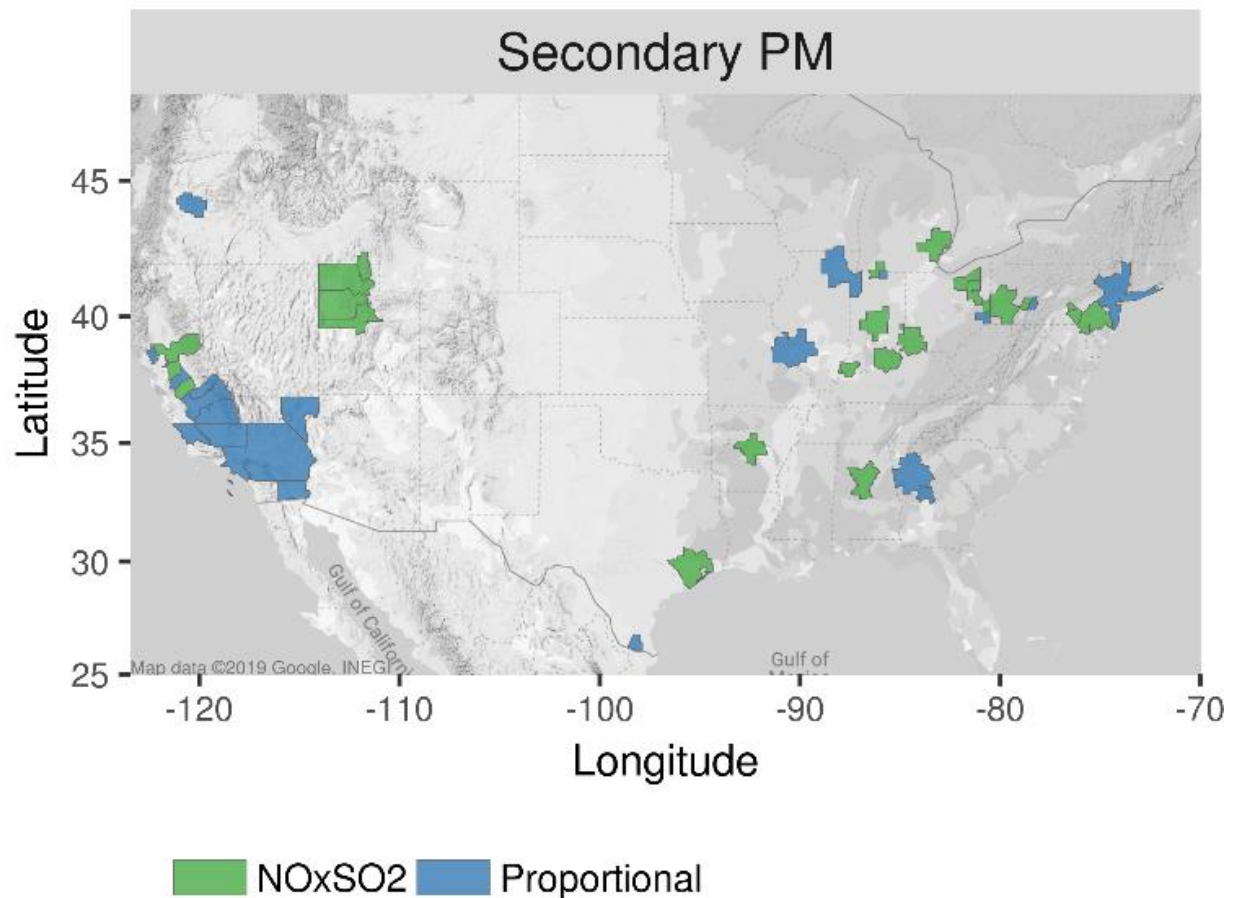 Secondary PM
45
40
35
30
25
Latitude
Gulf of Californi
Map data ©2019 Google, INEGI
Gulf of
-120
-110
-100
-90
-80
-70
Longitude
NOxSO2
Proportional